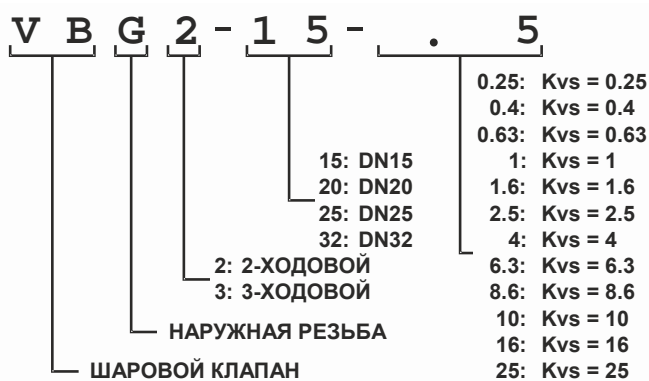 VBG2-15- . 5
0.25: Kvs = 0.25
0.4: Kvs = 0.4
0.63: Kvs = 0.63
15: DN15 1: Kvs = 1
20: DN20 1.6: Kvs = 1.6
25: DN25 2.5: Kvs = 2.5
32: DN32 4: Kvs = 4
2: 2-ХОДОВОЙ 6.3: Kvs = 6.3
3: 3-ХОДОВОЙ 8.6: Kvs = 8.6
10: Kvs = 10
НАРУЖНАЯ РЕЗЬБА 16: Kvs = 16
ШАРОВОЙ КЛАПАН 25: Kvs = 25